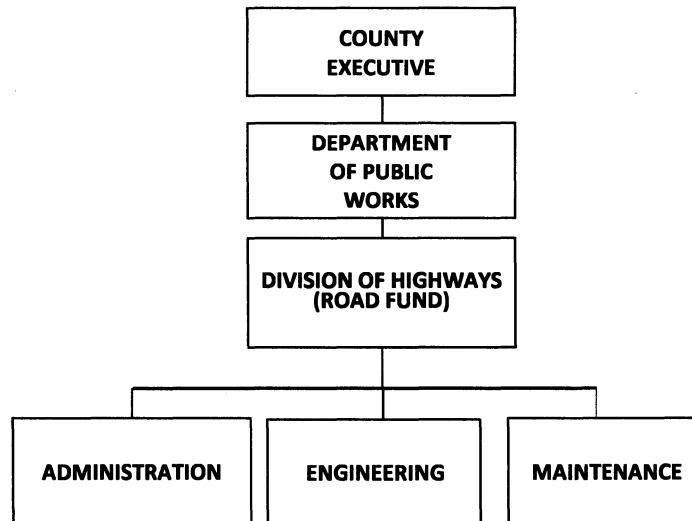 COUNTY
EXECUTIVE
DEPARTMENT
OF PUBLIC
WORKS
DIVISION OF HIGHWAYS
(ROAD FUND)
ADMINISTRATION
ENGINEERING
MAINTENANCE